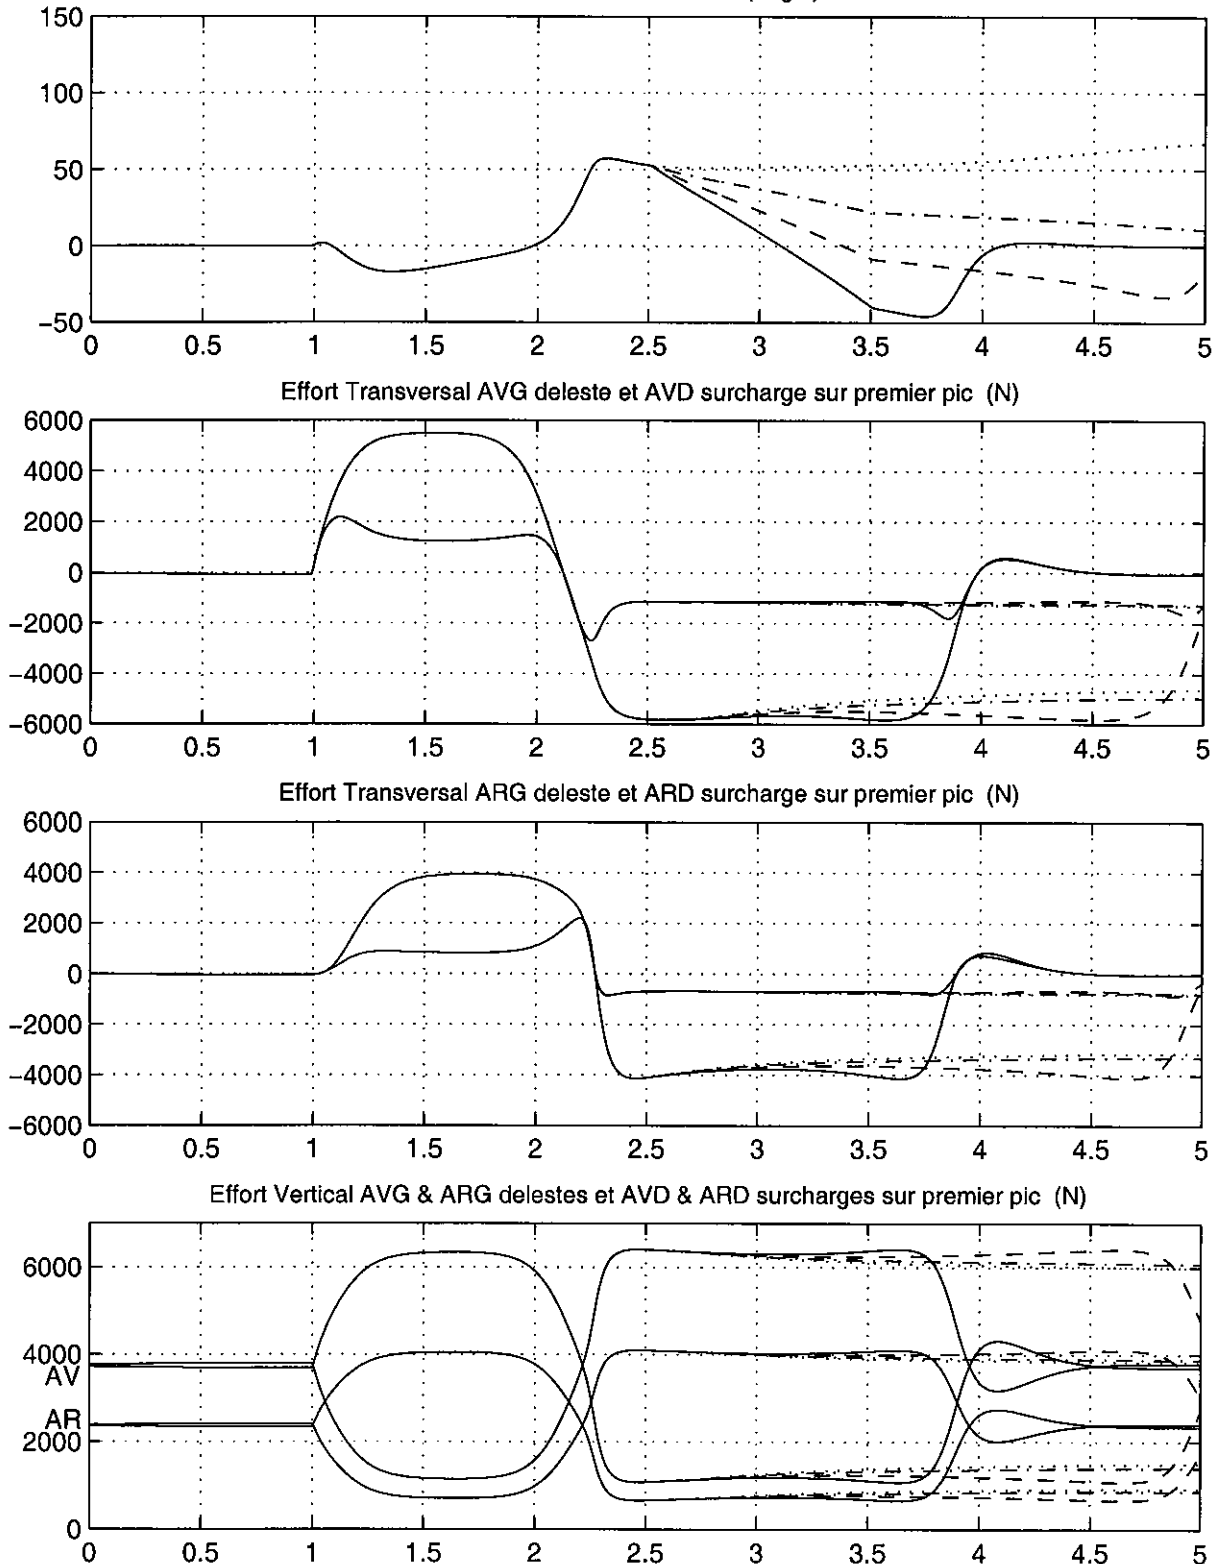 150
100
50
0
−50
0 0.5 1 1.5 2 2.5 3 3.5 4 4.5 5
Effort Transversal AVG deleste et AVD surcharge sur premier pic (N)
6000
4000
2000
0
−2000
−4000
−6000
0 0.5 1 1.5 2 2.5 3 3.5 4 4.5 5
Effort Transversal ARG deleste et ARD surcharge sur premier pic (N)
6000
4000
2000
0
−2000
−4000
−6000
0 0.5 1 1.5 2 2.5 3 3.5 4 4.5 5
Effort Vertical AVG & ARG delestes et AVD & ARD surcharges sur premier pic (N)
6000
4000
AV
AR
2000
0
0 0.5 1 1.5 2 2.5 3 3.5 4 4.5 5